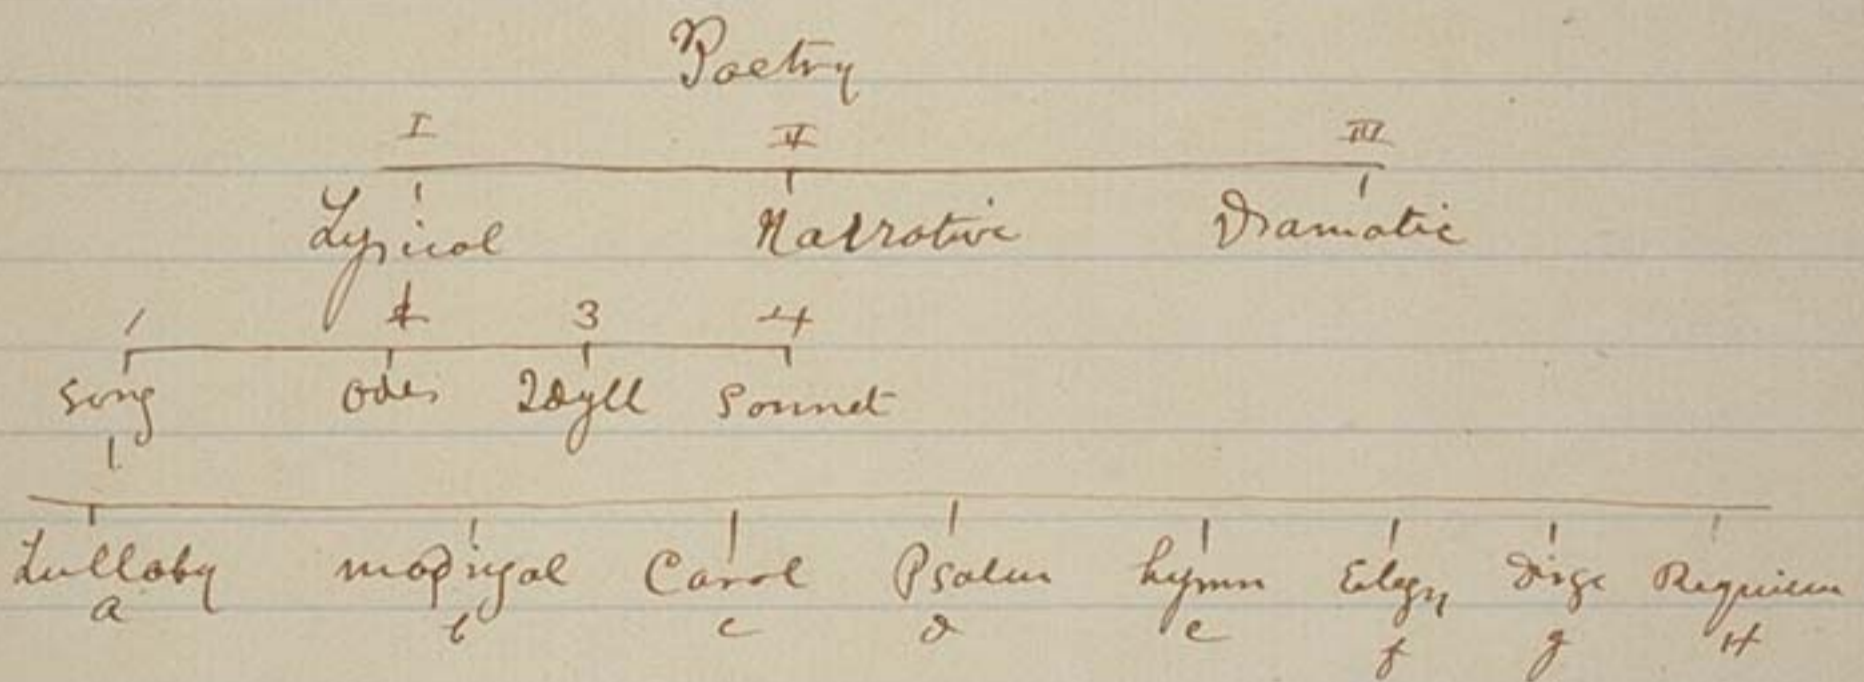 Poetry
I II III
Lyrical Narrative Dramatic
1 2 3 4
Song Odes Idyll Sonnet
Lullaby madrigal Carol Psalm hymn Elegy Dirge Requiem
a b c d e f g H